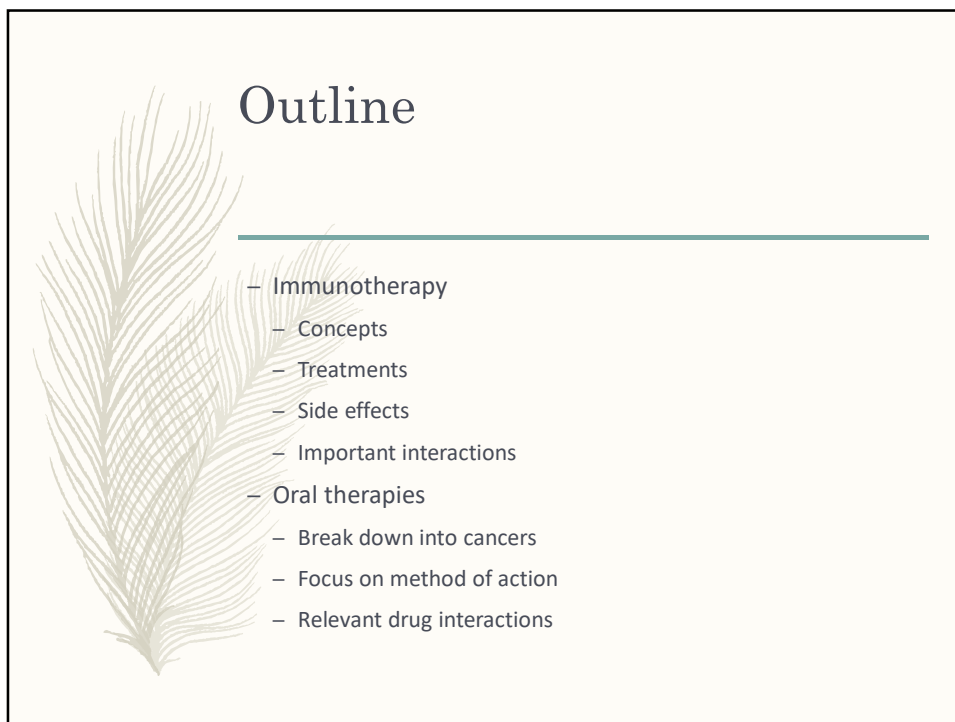 Outline
– Immunotherapy
– Concepts
– Treatments
– Side effects
– Important interactions
– Oral therapies
– Break down into cancers
– Focus on method of action
– Relevant drug interactions